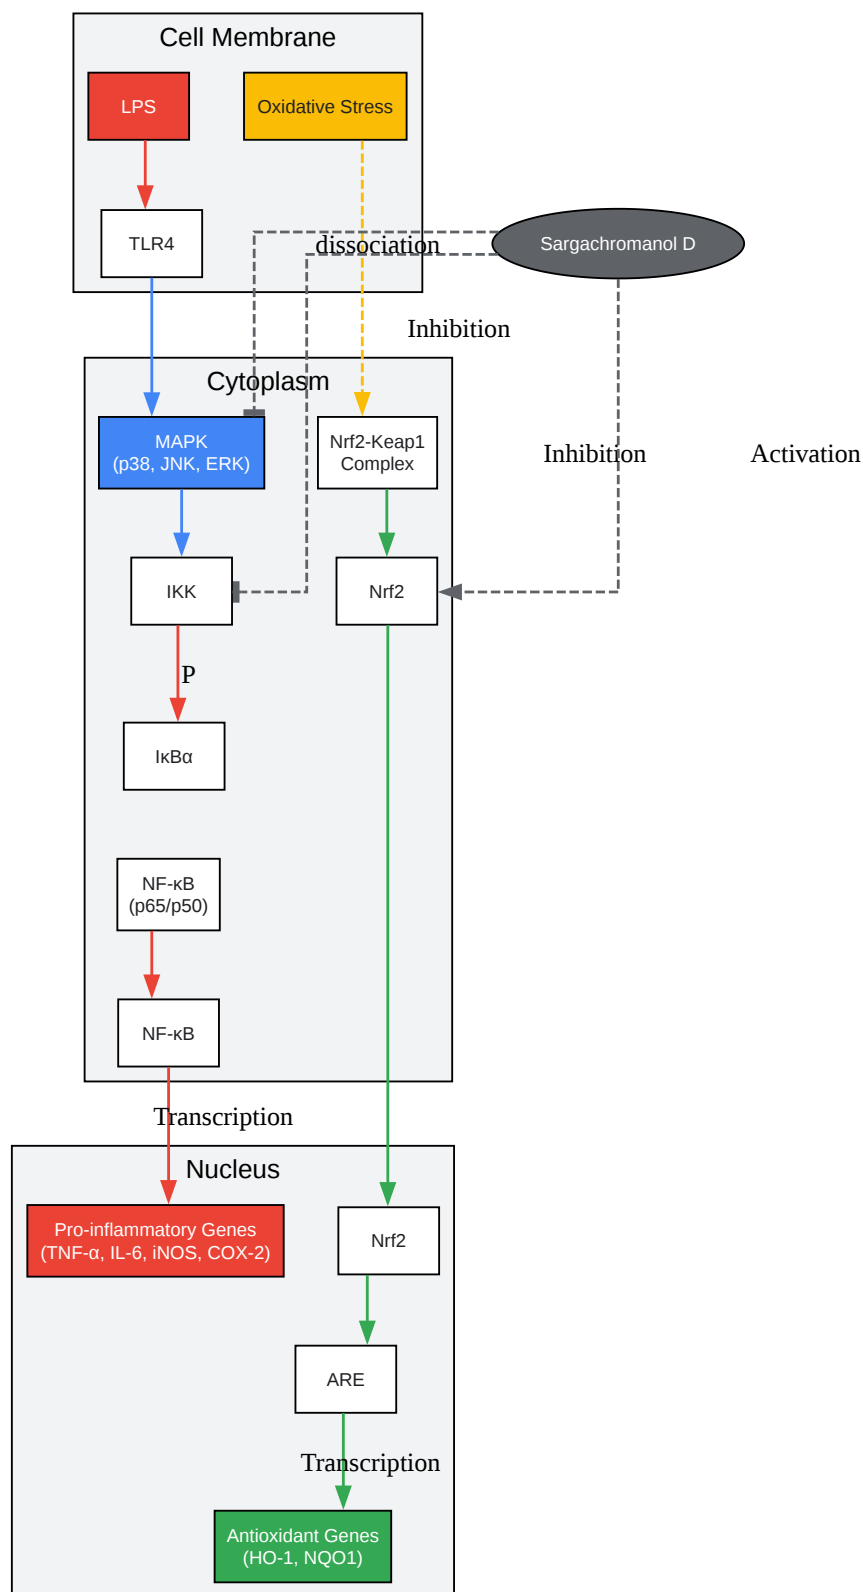 Cell Membrane
LPS
Oxidative Stress
TLR4
dissociation
Sargachromanol D
Inhibition
Cytoplasm
MAPK
(p38, JNK, ERK)
Nrf2-Keap1
Complex
Inhibition
Activation
IKK
Nrf2
P
IκBα
NF-κB
(p65/p50)
NF-κB
Transcription
Nucleus
Pro-inflammatory Genes
(TNF-α, IL-6, iNOS, COX-2)
Nrf2
ARE
Transcription
Antioxidant Genes
(HO-1, NQO1)